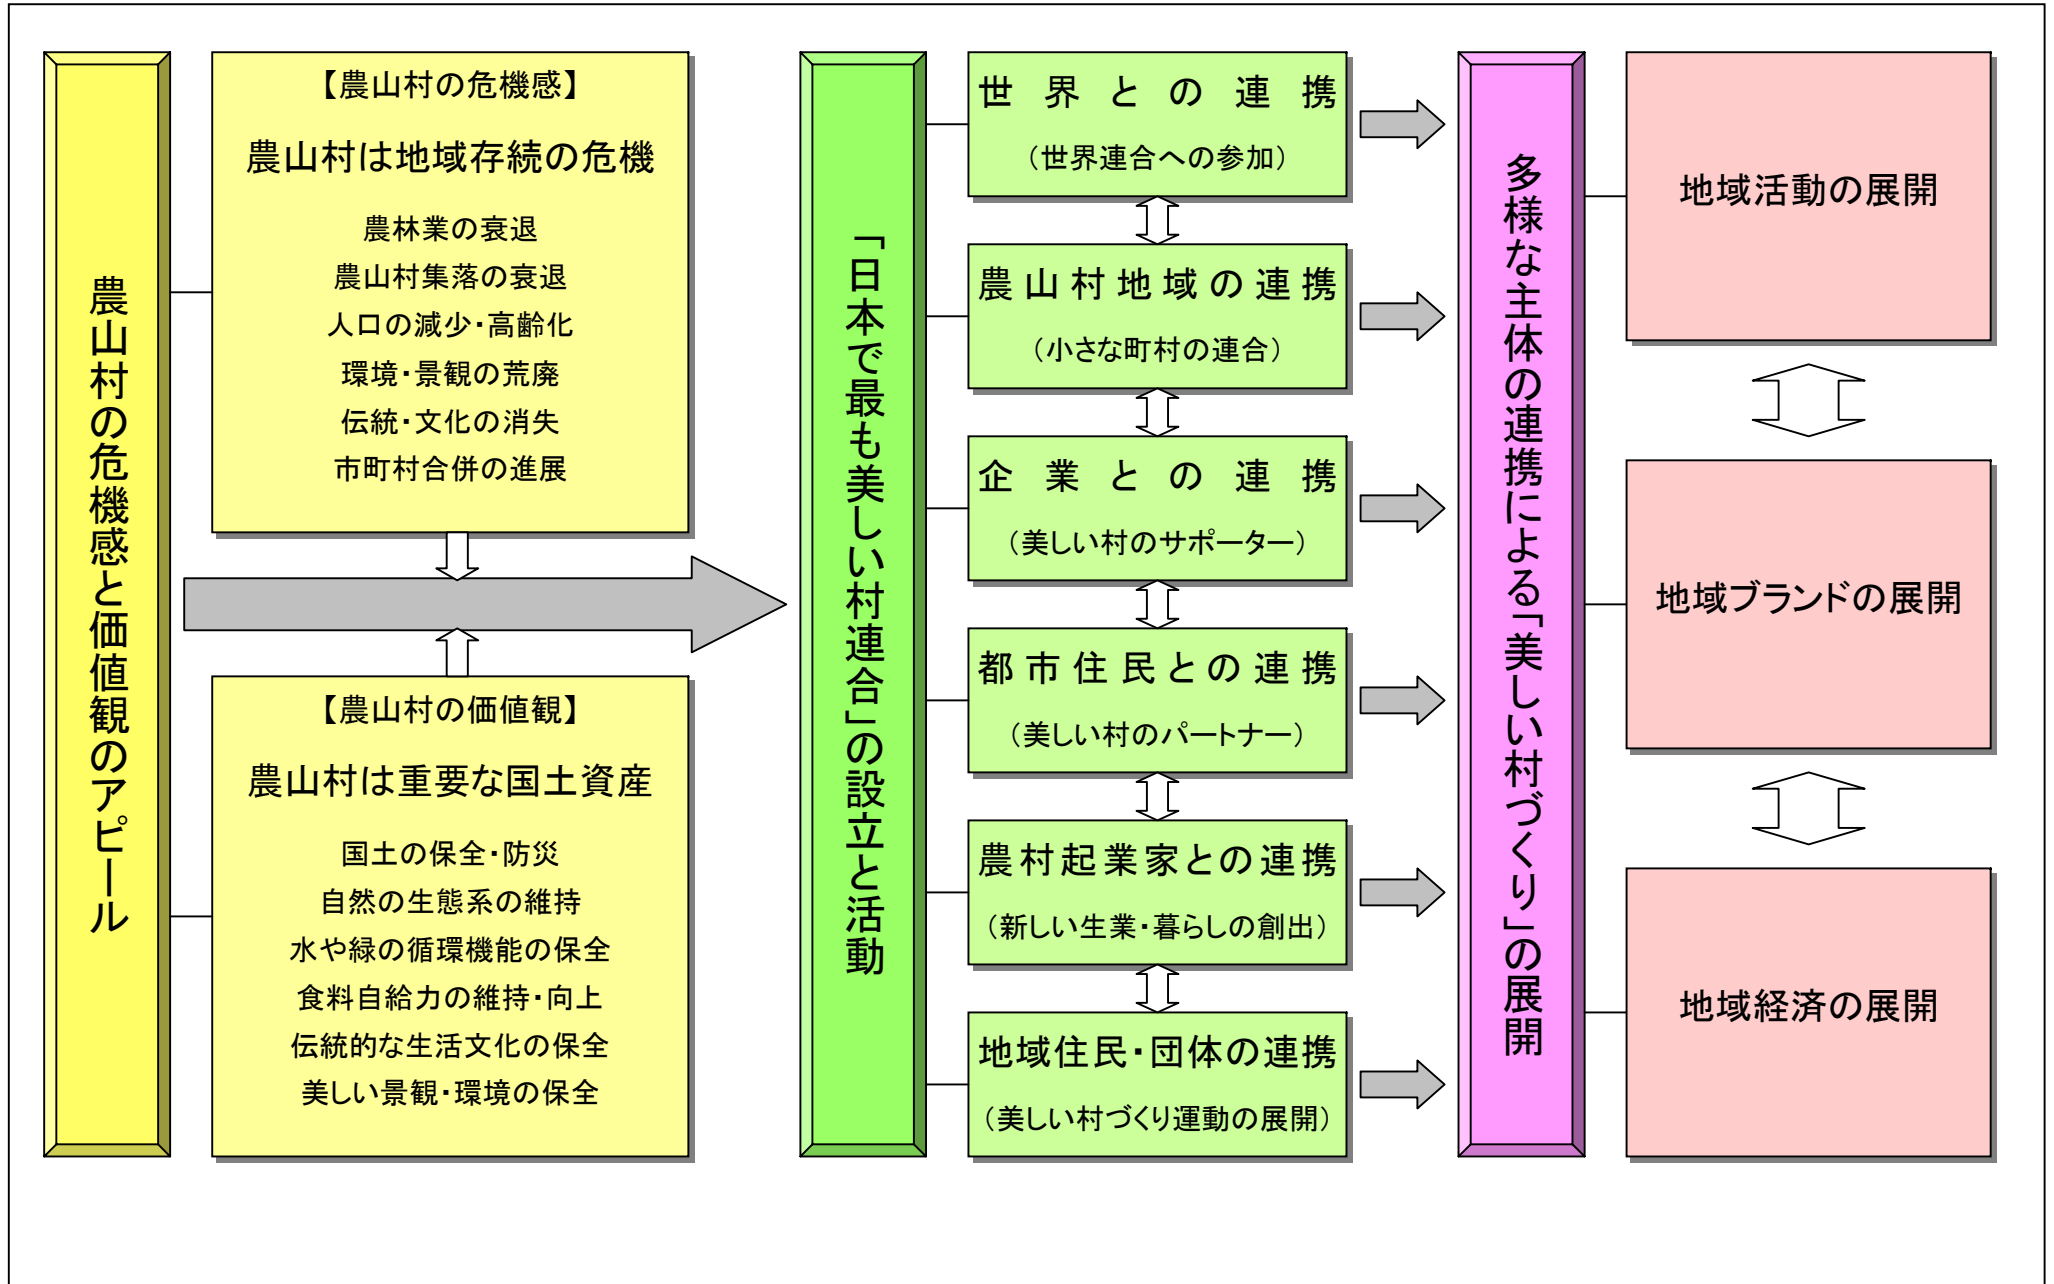 農山村の危機感と価値観のアピール
【農山村の危機感】
農山村は地域存続の危機
農林業の衰退
農山村集落の衰退
人口の減少・高齢化
環境・景観の荒廃
伝統・文化の消失
市町村合併の進展
【農山村の価値観】
農山村は重要な国土資産
国土の保全・防災
自然の生態系の維持
水や緑の循環機能の保全
食料自給力の維持・向上
伝統的な生活文化の保全
美しい景観・環境の保全
「日本で最も美しい村連合」の設立と活動
世界との連携
（世界連合への参加）
農山村地域の連携
（小さな町村の連合）
企業との連携
（美しい村のサポーター）
都市住民との連携
（美しい村のパートナー）
農村起業家との連携
（新しい生業・暮らしの創出）
地域住民・団体の連携
（美しい村づくり運動の展開）
多様な主体の連携による「美しい村づくり」の展開
地域活動の展開
地域ブランドの展開
地域経済の展開